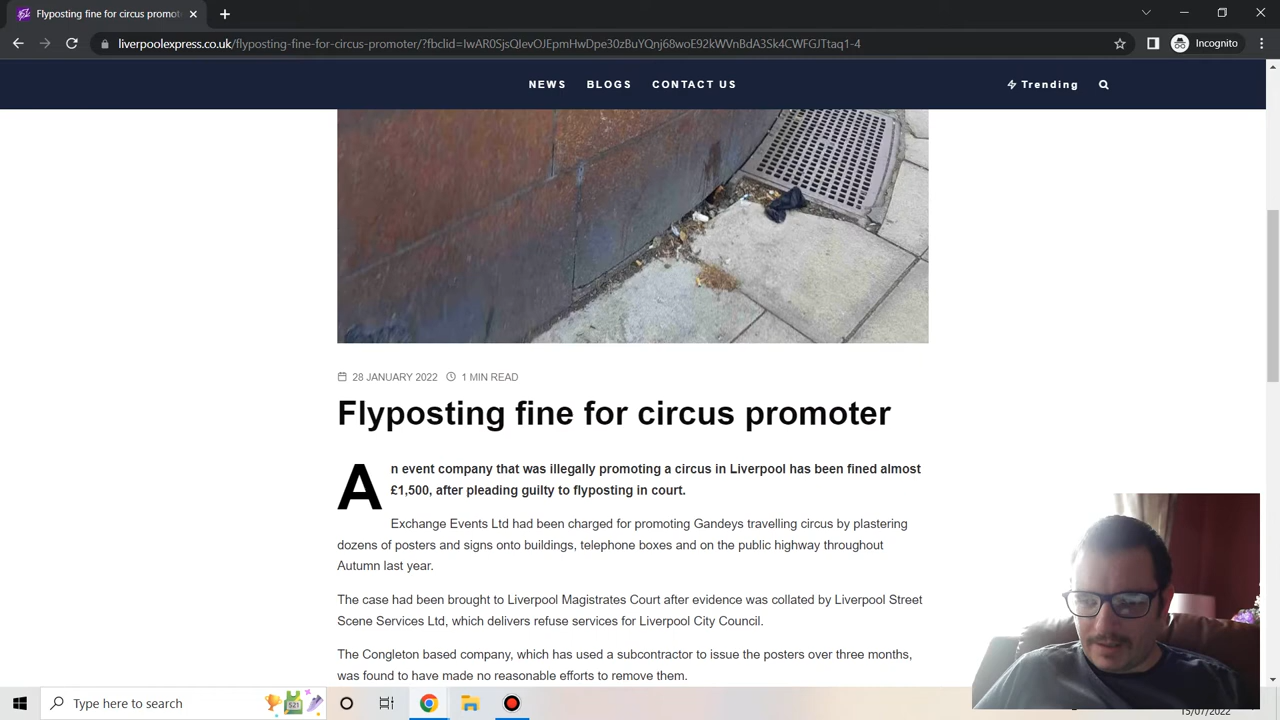 Flyposting fine for circus promot
liverpoolexpress.co.uk/flyposting-fine-for-circus-promoter/?fbclid=IwAR0SjsQIevOJEpmHwDpe30zBuYQnj68woE92kWVnBdA3Sk4CWFGJTtaq1-4
Incognito
NEWS BLOGS CONTACT US
Trending
28 JANUARY 2022 1 MIN READ
Flyposting fine for circus promoter
An event company that was illegally promoting a circus in Liverpool has been fined almost
£1,500, after pleading guilty to flyposting in court.
Exchange Events Ltd had been charged for promoting Gandeys travelling circus by plastering
dozens of posters and signs onto buildings, telephone boxes and on the public highway throughout
Autumn last year.
The case had been brought to Liverpool Magistrates Court after evidence was collated by Liverpool Street
Scene Services Ltd, which delivers refuse services for Liverpool City Council.
The Congleton based company, which has used a subcontractor to issue the posters over three months,
was found to have made no reasonable efforts to remove them.
Type here to search
521
15/07/2022